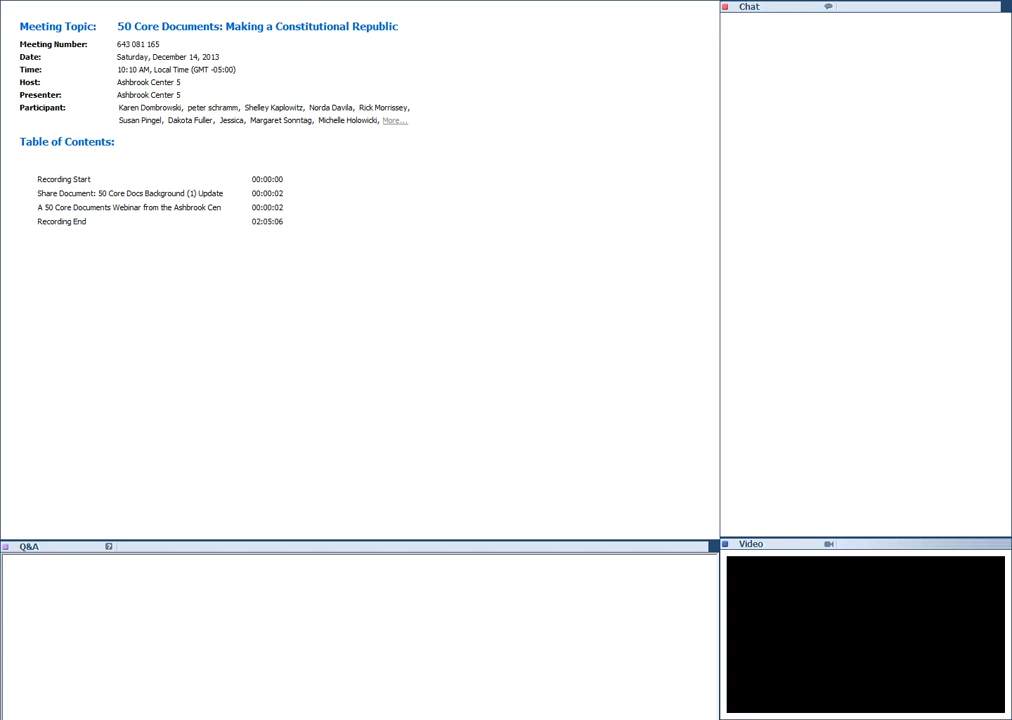 Meeting Topic: 50 Core Documents: Making a Constitutional Republic
Meeting Number: 643 081 165
Date: Saturday, December 14, 2013
Time: 10:10 AM, Local Time (GMT -05:00)
Host: Ashbrook Center 5
Presenter: Ashbrook Center 5
Participant: Karen Dombrowski, peter schramm, Shelley Kaplowitz, Norda Davila, Rick Morrissey,
Susan Pingel, Dakota Fuller, Jessica, Margaret Sonntag, Michelle Holowicki, More...
Table of Contents:
Recording Start 00:00:00
Share Document: 50 Core Docs Background (1) Update 00:00:02
A 50 Core Documents Webinar from the Ashbrook Cen 00:00:02
Recording End 02:05:06
Chat
Q&A
Video